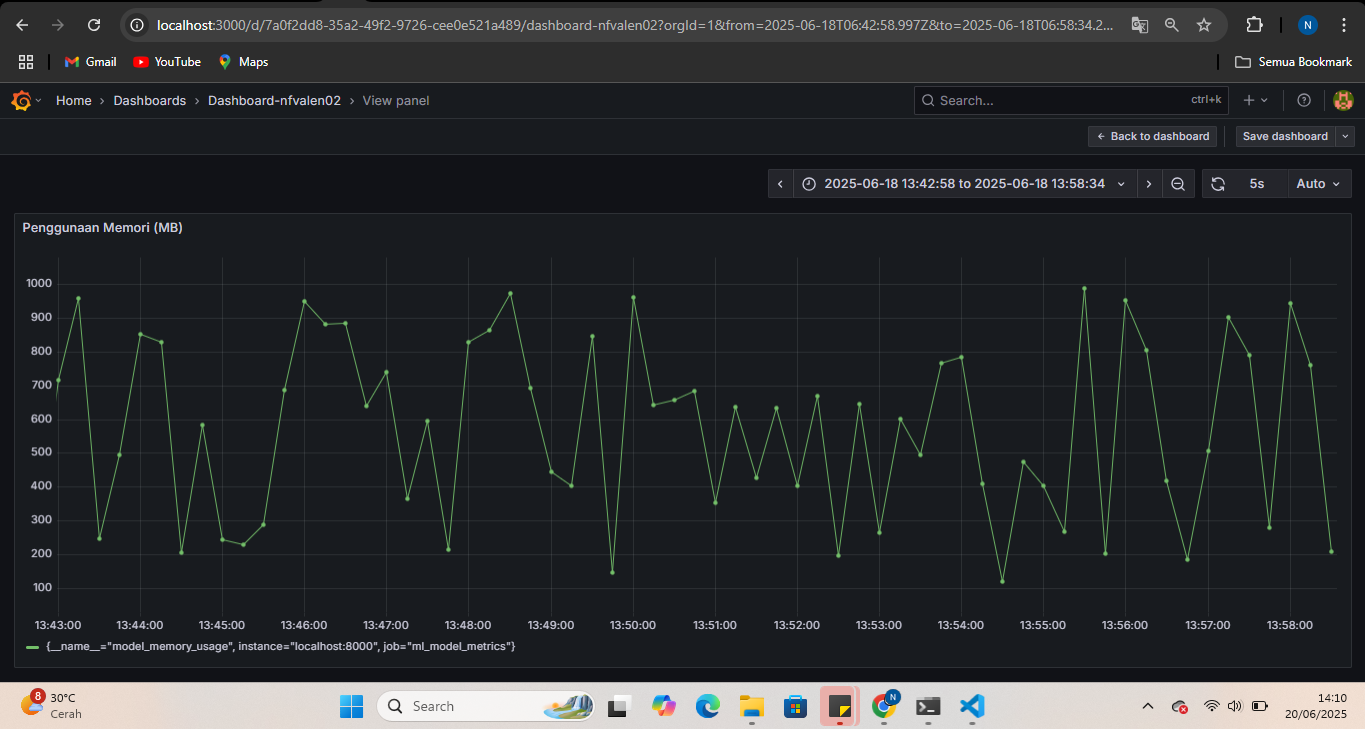 localhost:3000/d/7a0f2dd8-35a2-49f2-9726-cee0e521a489/dashboard-nfvalen02?orgId=1&from=2025-06-18T06:42:58.997Z&to=2025-06-18T06:58:34.2...
N
Gmail YouTube Maps Semua Bookmark
Home › Dashboards › Dashboard-nfvalen02 › View panel
Search... ctrl+k
Back to dashboard Save dashboard
2025-06-18 13:42:58 to 2025-06-18 13:58:34 5s Auto
Penggunaan Memori (MB)
1000
900
800
700
600
500
400
300
200
100
13:43:00 13:44:00 13:45:00 13:46:00 13:47:00 13:48:00 13:49:00 13:50:00 13:51:00 13:52:00 13:53:00 13:54:00 13:55:00 13:56:00 13:57:00 13:58:00
{__name__="model_memory_usage", instance="localhost:8000", job="ml_model_metrics"}
8
30°C
Cerah
Search
N
14:10
20/06/2025